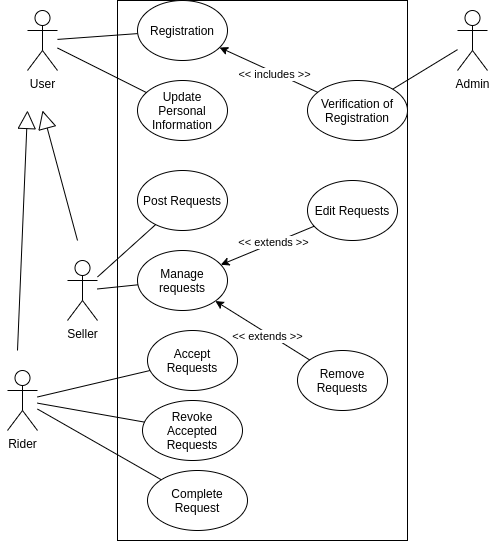 Registration
User
Admin
<< includes >>
Update
Personal
Information
Verification of
Registration
Post Requests
Edit Requests
<< extends >>
Manage
requests
Seller
<< extends >>
Accept
Requests
Remove
Requests
Revoke
Accepted
Requests
Rider
Complete
Request